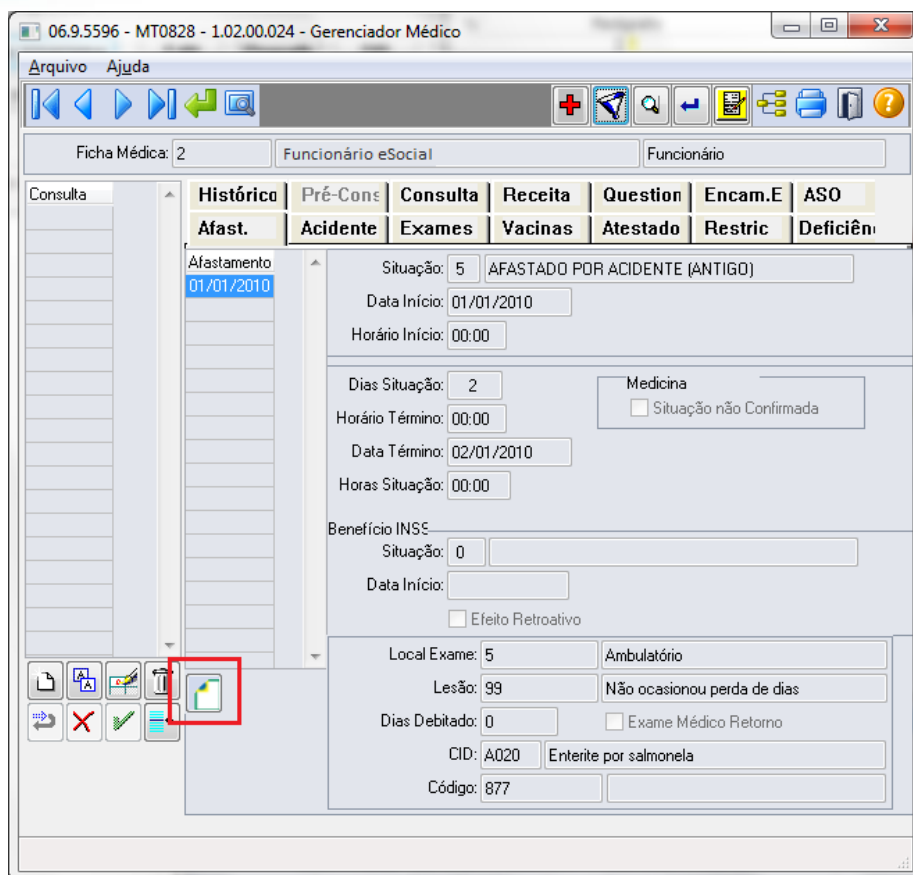 06.9.5596 - MT0828 - 1.02.00.024 - Gerenciador Médico
Arquivo Ajuda
Ficha Médica: 2 Funcionário eSocial Funcionário
Consulta
Histórico Pré-Cons Consulta Receita Question Encam.E ASO
Afast. Acidente Exames Vacinas Atestado Restric Deficiên
Afastamento
01/01/2010
Situação: 5 AFASTADO POR ACIDENTE (ANTIGO)
Data Início: 01/01/2010
Horário Início: 00:00
Dias Situação: 2
Medicina
Situação não Confirmada
Horário Término: 00:00
Data Término: 02/01/2010
Horas Situação: 00:00
Benefício INSS
Situação: 0
Data Início:
Efeito Retroativo
Local Exame: 5 Ambulatório
Lesão: 99 Não ocasionou perda de dias
Dias Debitado: 0 Exame Médico Retorno
CID: A020 Enterite por salmonela
Código: 877